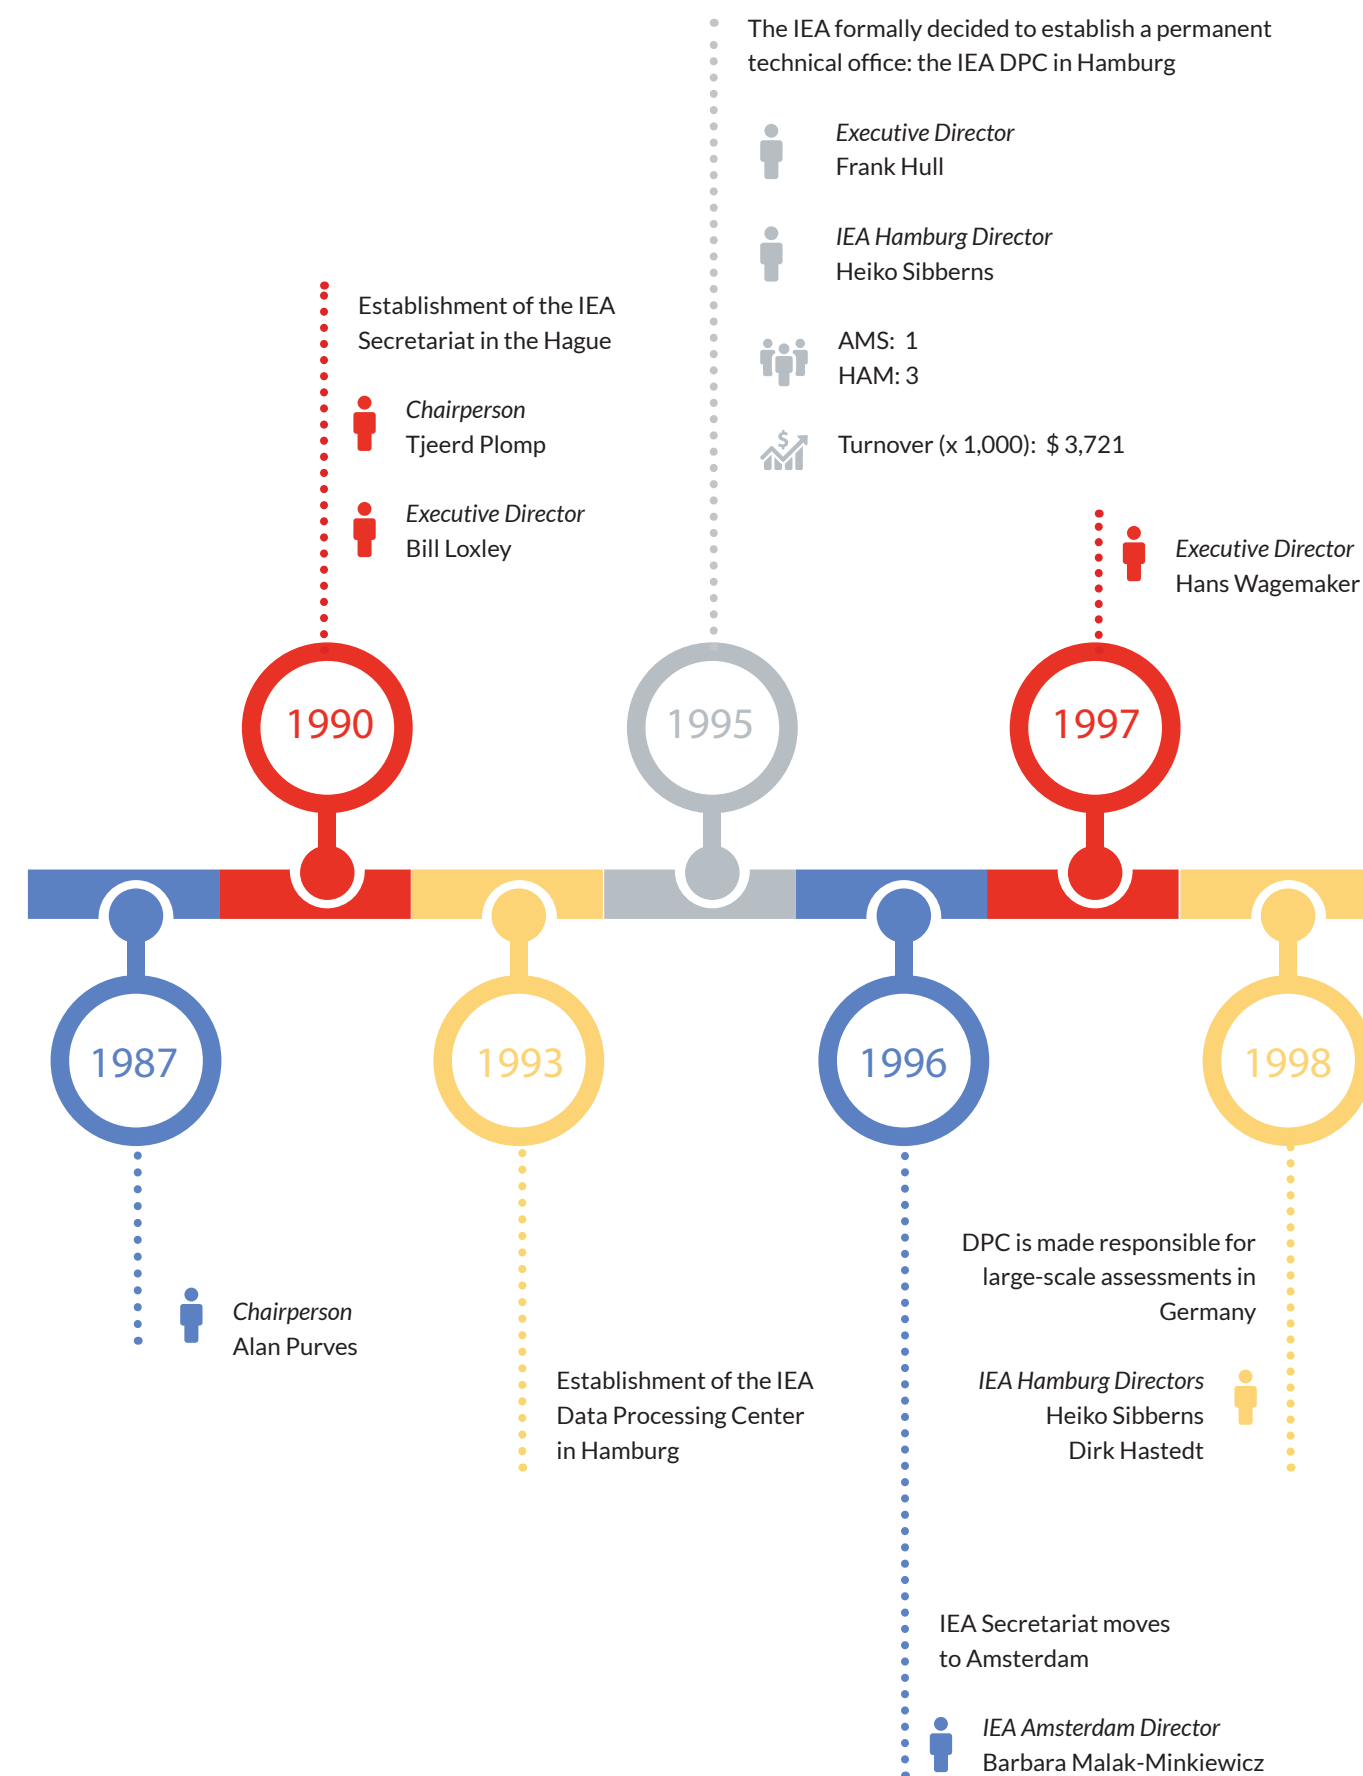 The IEA formally decided to establish a permanent
technical office: the IEA DPC in Hamburg
Executive Director
Frank Hull
IEA Hamburg Director
Heiko Sibberns
AMS: 1
HAM: 3
$
Turnover (x 1,000): $ 3,721
Establishment of the IEA
Secretariat in the Hague
Chairperson
Tjeerd Plomp
Executive Director
Bill Loxley
Executive Director
Hans Wagemaker
1990
1995
1997
1987
1993
1996
1998
Chairperson
Alan Purves
Establishment of the IEA
Data Processing Center
in Hamburg
DPC is made responsible for
large-scale assessments in
Germany
IEA Hamburg Directors
Heiko Sibberns
Dirk Hastedt
IEA Secretariat moves
to Amsterdam
IEA Amsterdam Director
Barbara Malak-Minkiewicz